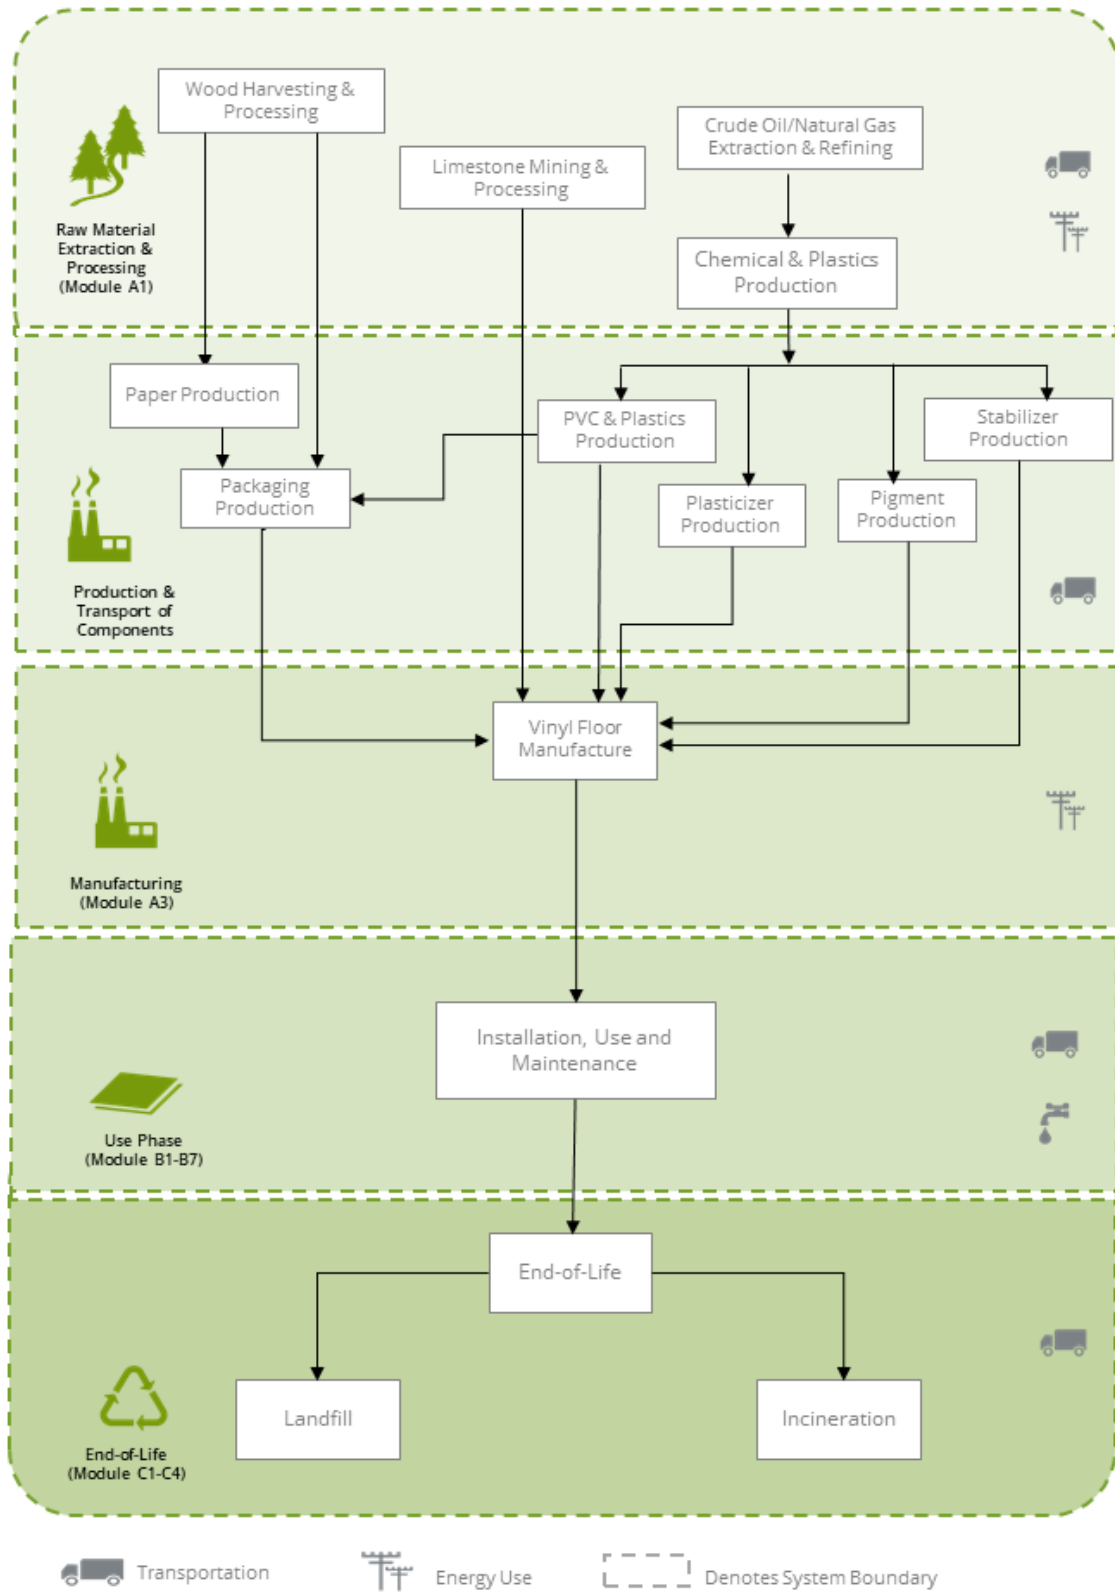 Wood Harvesting &
Processing
Crude Oil/Natural Gas
Extraction & Refining
Limestone Mining &
Processing
Raw Material
Extraction &
Processing
(Module A1)
Chemical & Plastics
Production
Paper Production
PVC & Plastics
Production
Stabilizer
Production
Packaging
Production
Plasticizer
Production
Pigment
Production
Production &
Transport of
Components
Vinyl Floor
Manufacture
Manufacturing
(Module A3)
Installation, Use and
Maintenance
Use Phase
(Module B1-B7)
End-of-Life
Landfill
Incineration
End-of-Life
(Module C1-C4)
Transportation
Energy Use
Denotes System Boundary